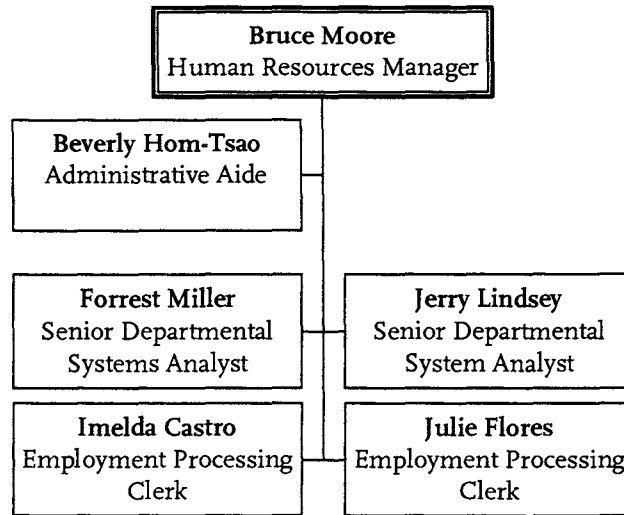 Bruce Moore
Human Resources Manager
Beverly Hom-Tsao
Administrative Aide
Forrest Miller
Senior Departmental
Systems Analyst
Jerry Lindsey
Senior Departmental
System Analyst
Imelda Castro
Employment Processing
Clerk
Julie Flores
Employment Processing
Clerk